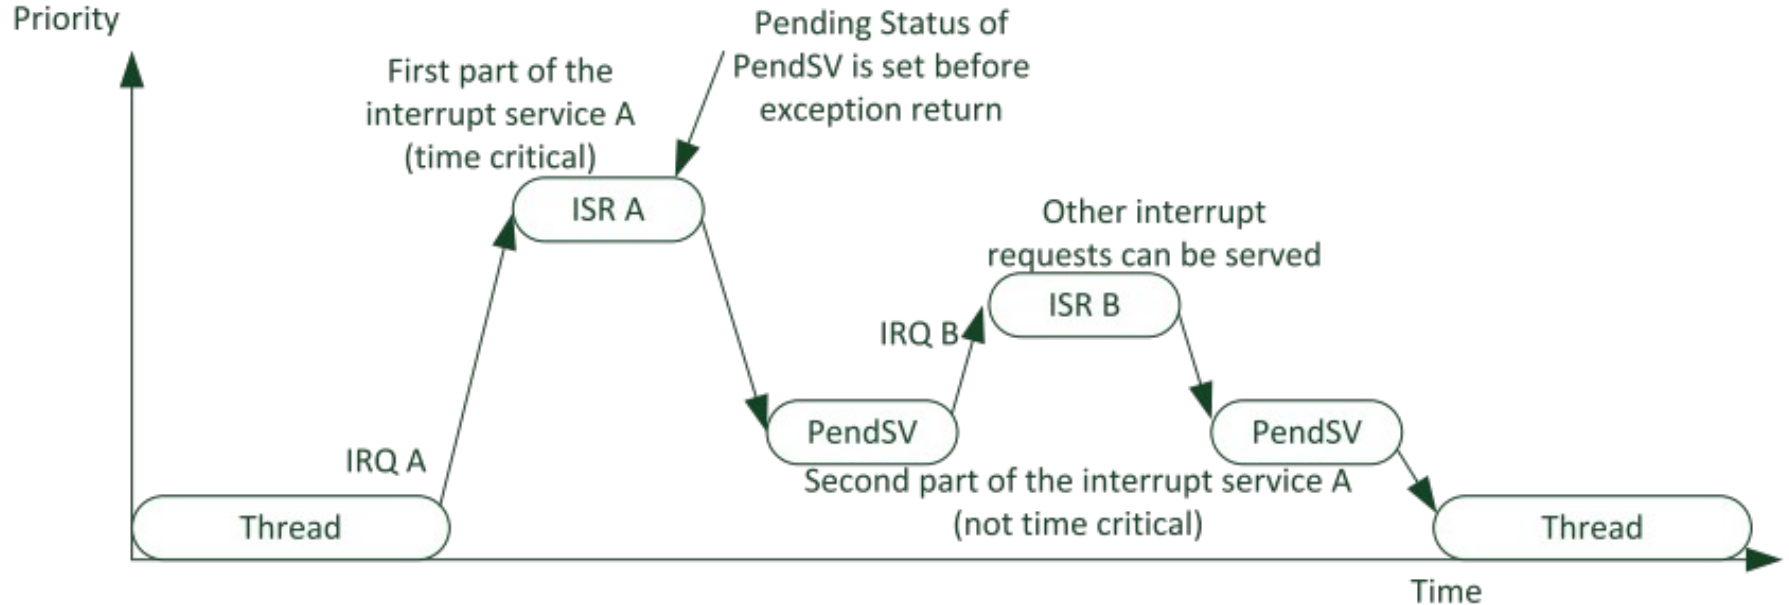 Priority
Pending Status of
PendSV is set before
exception return
First part of the
interrupt service A
(time critical)
ISR A
Other interrupt
requests can be served
ISR B
IRQ B
PendSV
PendSV
IRQ A
Second part of the interrupt service A
(not time critical)
Thread
Thread
Time